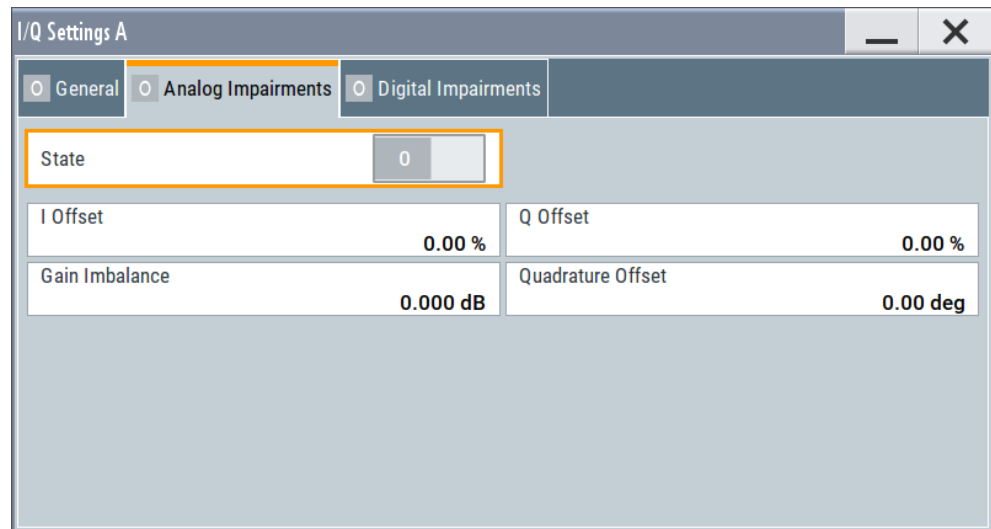 I/Q Settings A
O General O Analog Impairments O Digital Impairments
State 0
I Offset Q Offset
0.00 % 0.00 %
Gain Imbalance Quadrature Offset
0.000 dB 0.00 deg